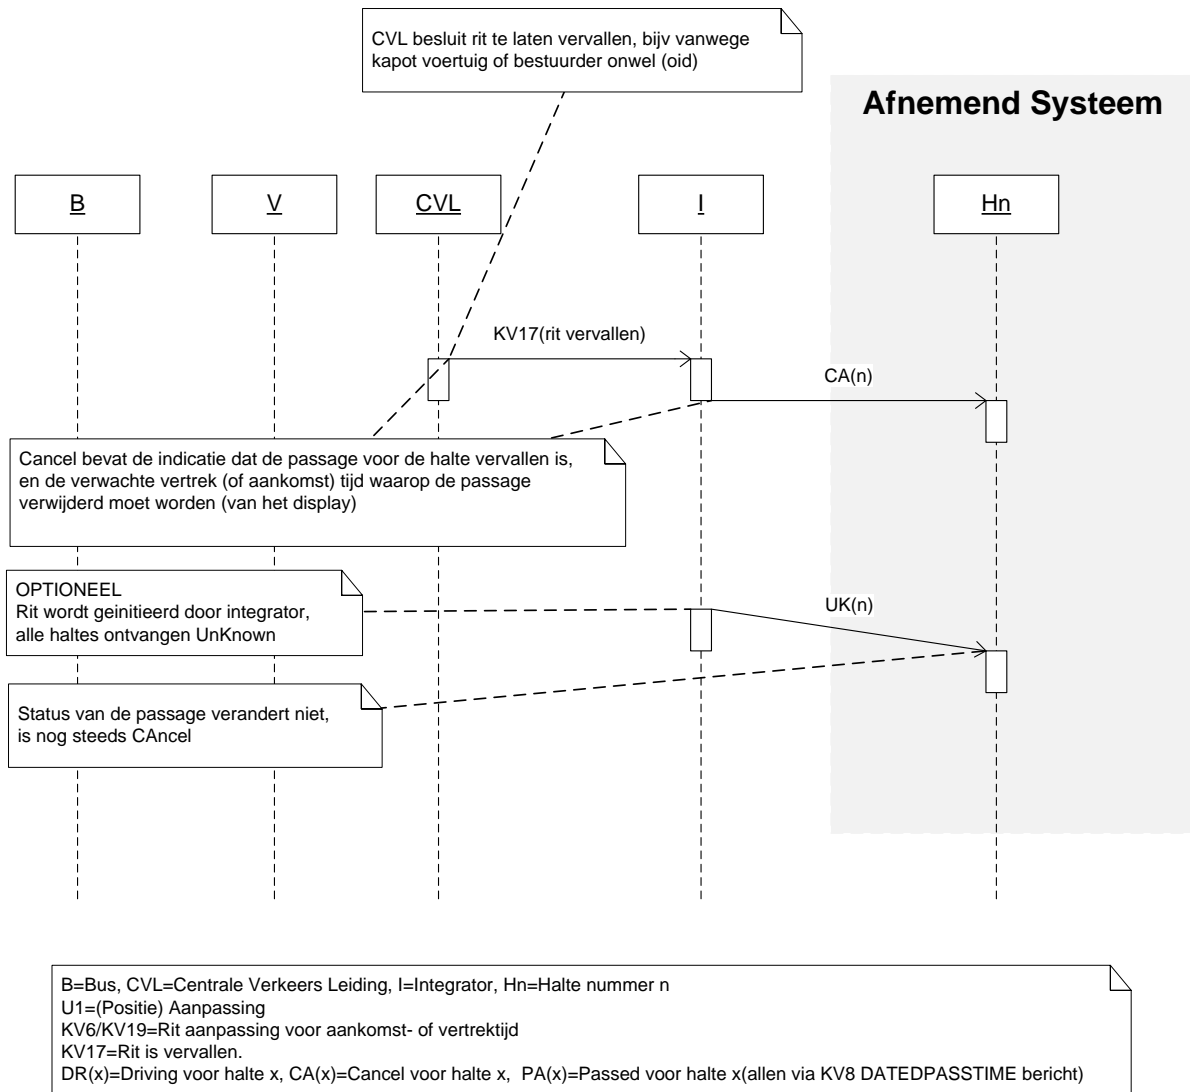 CVL besluit rit te laten vervallen, bijv vanwege
kapot voertuig of bestuurder onwel (oid)
Afnemend Systeem
B
V
CVL
I
Hn
KV17(rit vervallen)
CA(n)
Cancel bevat de indicatie dat de passage voor de halte vervallen is,
en de verwachte vertrek (of aankomst) tijd waarop de passage
verwijderd moet worden (van het display)
OPTIONEEL
Rit wordt geinitieerd door integrator,
alle haltes ontvangen UnKnown
UK(n)
Status van de passage verandert niet,
is nog steeds CAncel
B=Bus, CVL=Centrale Verkeers Leiding, I=Integrator, Hn=Halte nummer n
U1=(Positie) Aanpassing
KV6/KV19=Rit aanpassing voor aankomst- of vertrektijd
KV17=Rit is vervallen.
DR(x)=Driving voor halte x, CA(x)=Cancel voor halte x,  PA(x)=Passed voor halte x(allen via KV8 DATEDPASSTIME bericht)